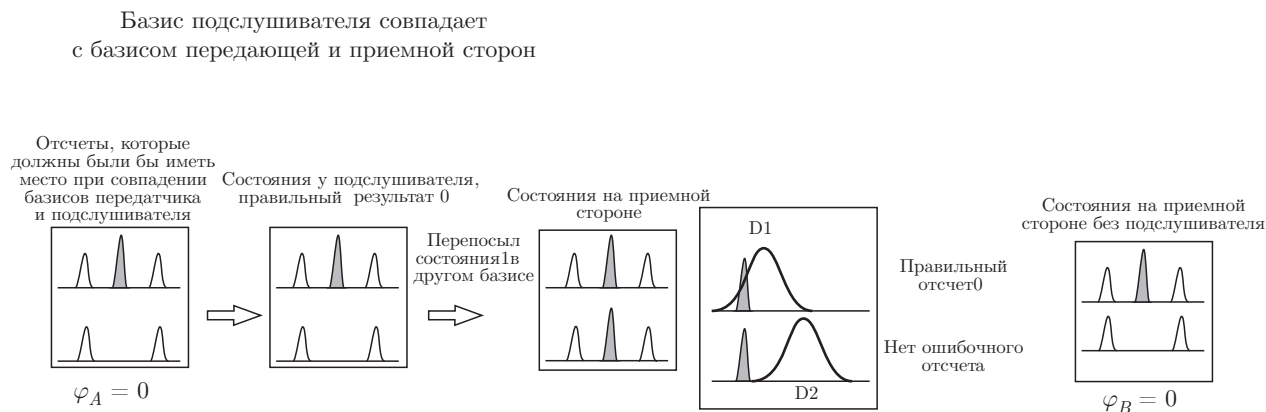 Базис подслушивателя совпадает
с базисом передающей и приемной сторон
Отсчеты, которые
должны были бы иметь
место при совпадении
базисов передатчика
и подслушивателя
φ_A = 0
Состояния у подслушивателя,
правильный результат 0
Перепосыл
состояния1в
другом базисе
Состояния на приемной
стороне
D1
D2
Правильный
отсчет0
Нет ошибочного
отсчета
Состояния на приемной
стороне без подслушивателя
φ_B = 0